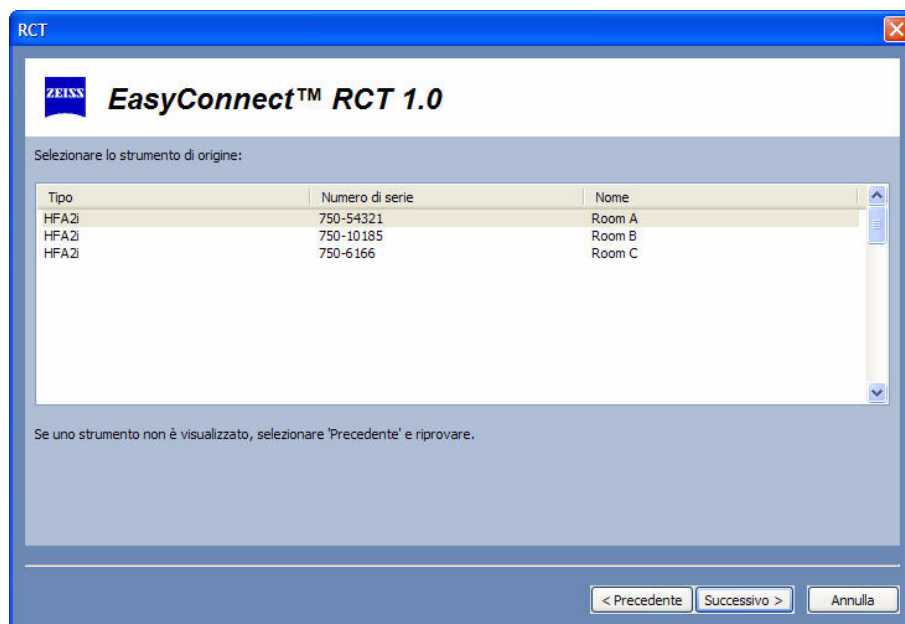 RCT
ZEISS
EasyConnect™ RCT 1.0
Selezionare lo strumento di origine:
Tipo Numero di serie Nome
HFA2i 750-54321 Room A
HFA2i 750-10185 Room B
HFA2i 750-6166 Room C
Se uno strumento non è visualizzato, selezionare 'Precedente' e riprovare.
< Precedente Successivo > Annulla